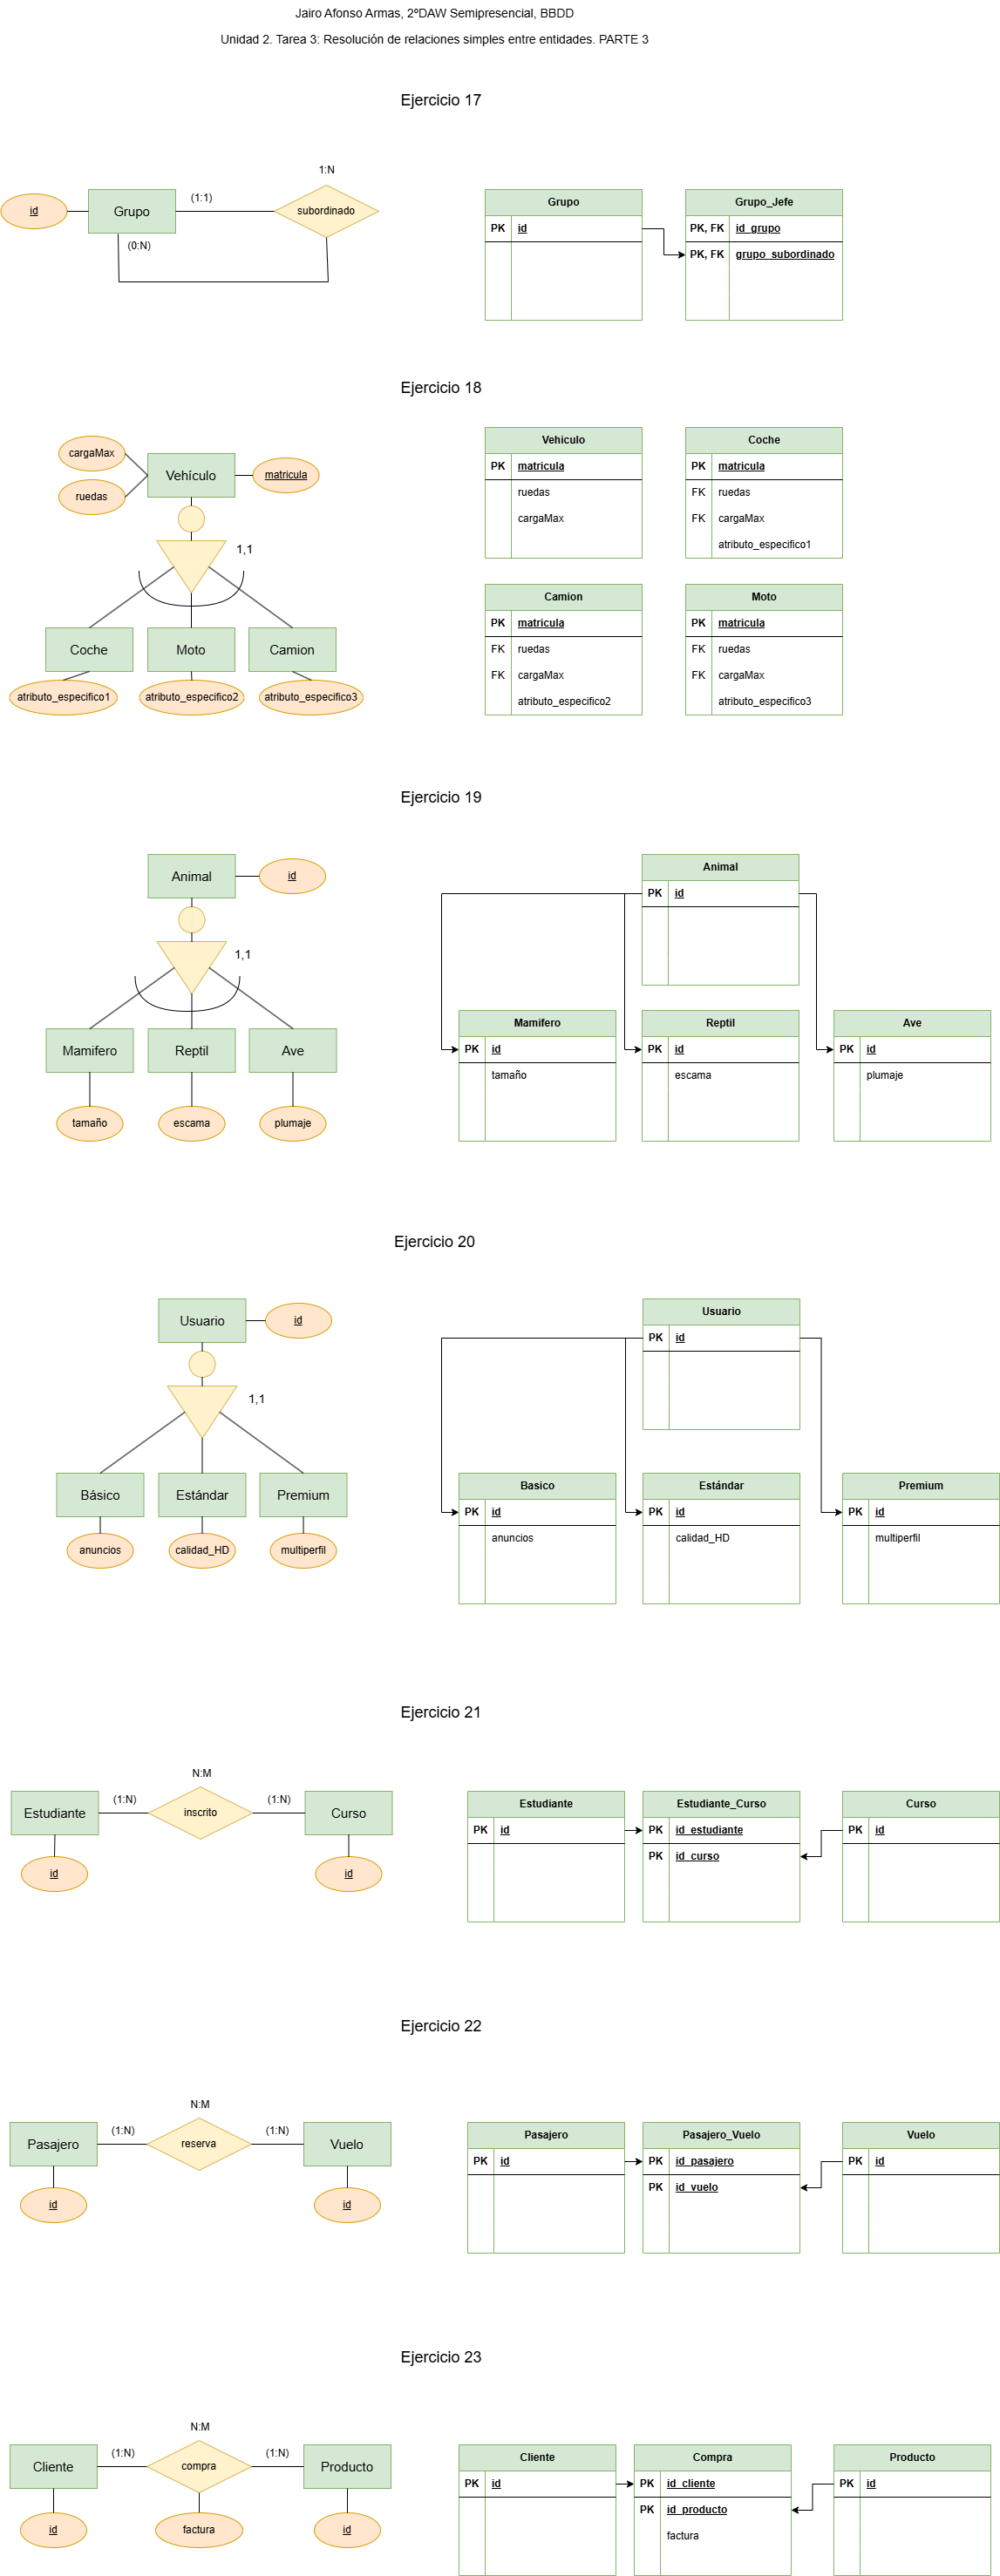 Jairo Afonso Armas, 2ºDAW Semipresencial, BBDD
Unidad 2. Tarea 3: Resolución de relaciones simples entre entidades. PARTE 3
Ejercicio 17
1:N
id
Grupo
(1:1)
subordinado
(0:N)
Grupo
PK id
Grupo_Jefe
PK, FK id_grupo
PK, FK grupo_subordinado
Ejercicio 18
cargaMax
ruedas
Vehículo
matricula
1,1
Coche
Moto
Camion
atributo_especifico1
atributo_especifico2
atributo_especifico3
Vehiculo
PK matricula
ruedas
cargaMax
Coche
PK matricula
FK ruedas
FK cargaMax
atributo_especifico1
Camion
PK matricula
FK ruedas
FK cargaMax
atributo_especifico2
Moto
PK matricula
FK ruedas
FK cargaMax
atributo_especifico3
Ejercicio 19
Animal
id
1,1
Mamifero
Reptil
Ave
tamaño
escama
plumaje
Animal
PK id
Mamifero
PK id
tamaño
Reptil
PK id
escama
Ave
PK id
plumaje
Ejercicio 20
Usuario
id
1,1
Básico
Estándar
Premium
anuncios
calidad_HD
multiperfil
Usuario
PK id
Basico
PK id
anuncios
Estándar
PK id
calidad_HD
Premium
PK id
multiperfil
Ejercicio 21
N:M
Estudiante
(1:N)
inscrito
(1:N)
Curso
id
id
Estudiante
PK id
Estudiante_Curso
PK id_estudiante
PK id_curso
Curso
PK id
Ejercicio 22
N:M
Pasajero
(1:N)
reserva
(1:N)
Vuelo
id
id
Pasajero
PK id
Pasajero_Vuelo
PK id_pasajero
PK id_vuelo
Vuelo
PK id
Ejercicio 23
N:M
Cliente
(1:N)
compra
(1:N)
Producto
id
factura
id
Cliente
PK id
Compra
PK id_cliente
PK id_producto
factura
Producto
PK id